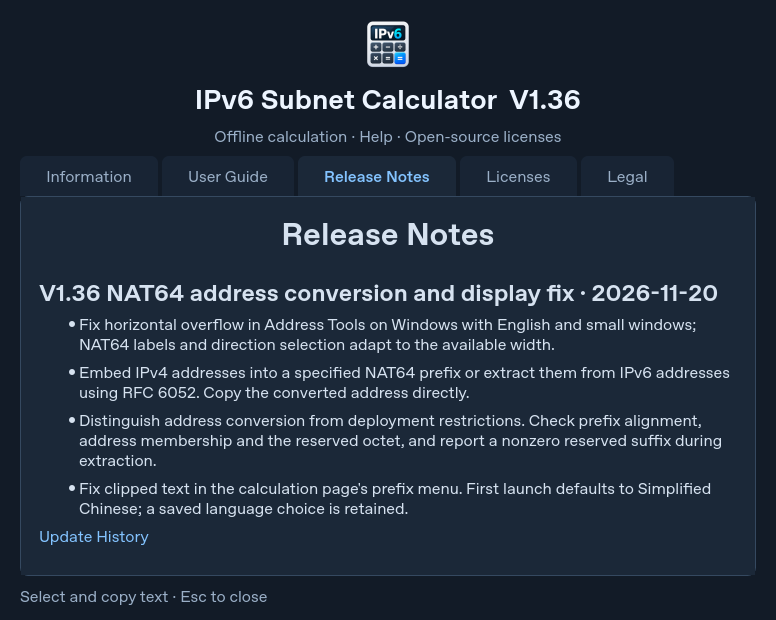 IPv6
+ − ÷
× = =
IPv6 Subnet Calculator V1.36
Offline calculation · Help · Open-source licenses
Information
User Guide
Release Notes
Licenses
Legal
Release Notes
V1.36 NAT64 address conversion and display fix · 2026-11-20
• Fix horizontal overflow in Address Tools on Windows with English and small windows;
NAT64 labels and direction selection adapt to the available width.
• Embed IPv4 addresses into a specified NAT64 prefix or extract them from IPv6 addresses
using RFC 6052. Copy the converted address directly.
• Distinguish address conversion from deployment restrictions. Check prefix alignment,
address membership and the reserved octet, and report a nonzero reserved suffix during
extraction.
• Fix clipped text in the calculation page's prefix menu. First launch defaults to Simplified
Chinese; a saved language choice is retained.
Update History
Select and copy text · Esc to close